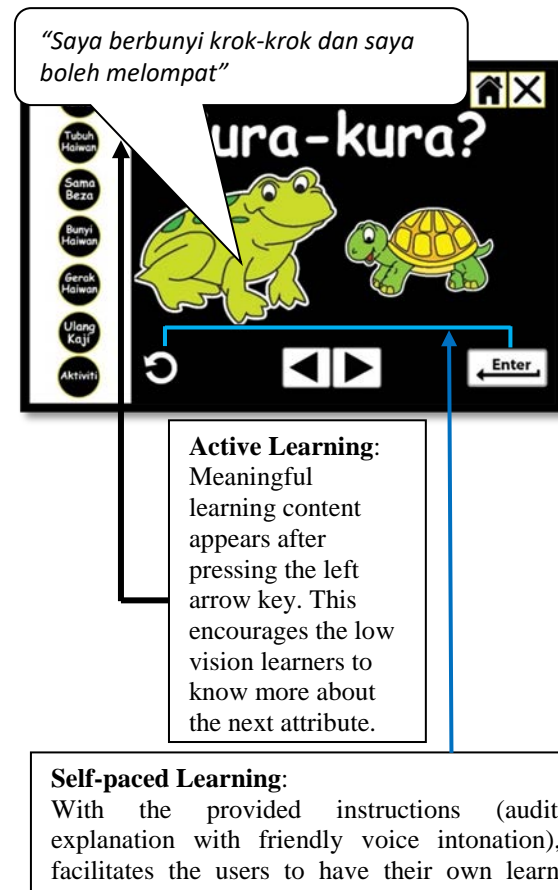 “Saya berbunyi krok-krok dan saya
boleh melompat”
ura-kura?
Tubuh
Haiwan
Sama
Beza
Bunyi
Haiwan
Gerak
Haiwan
Ulang
Kaji
Aktiviti
Enter
Active Learning:
Meaningful
learning content
appears after
pressing the left
arrow key. This
encourages the low
vision learners to
know more about
the next attribute.
Self-paced Learning:
With the provided instructions (audit
explanation with friendly voice intonation),
facilitates the users to have their own learn